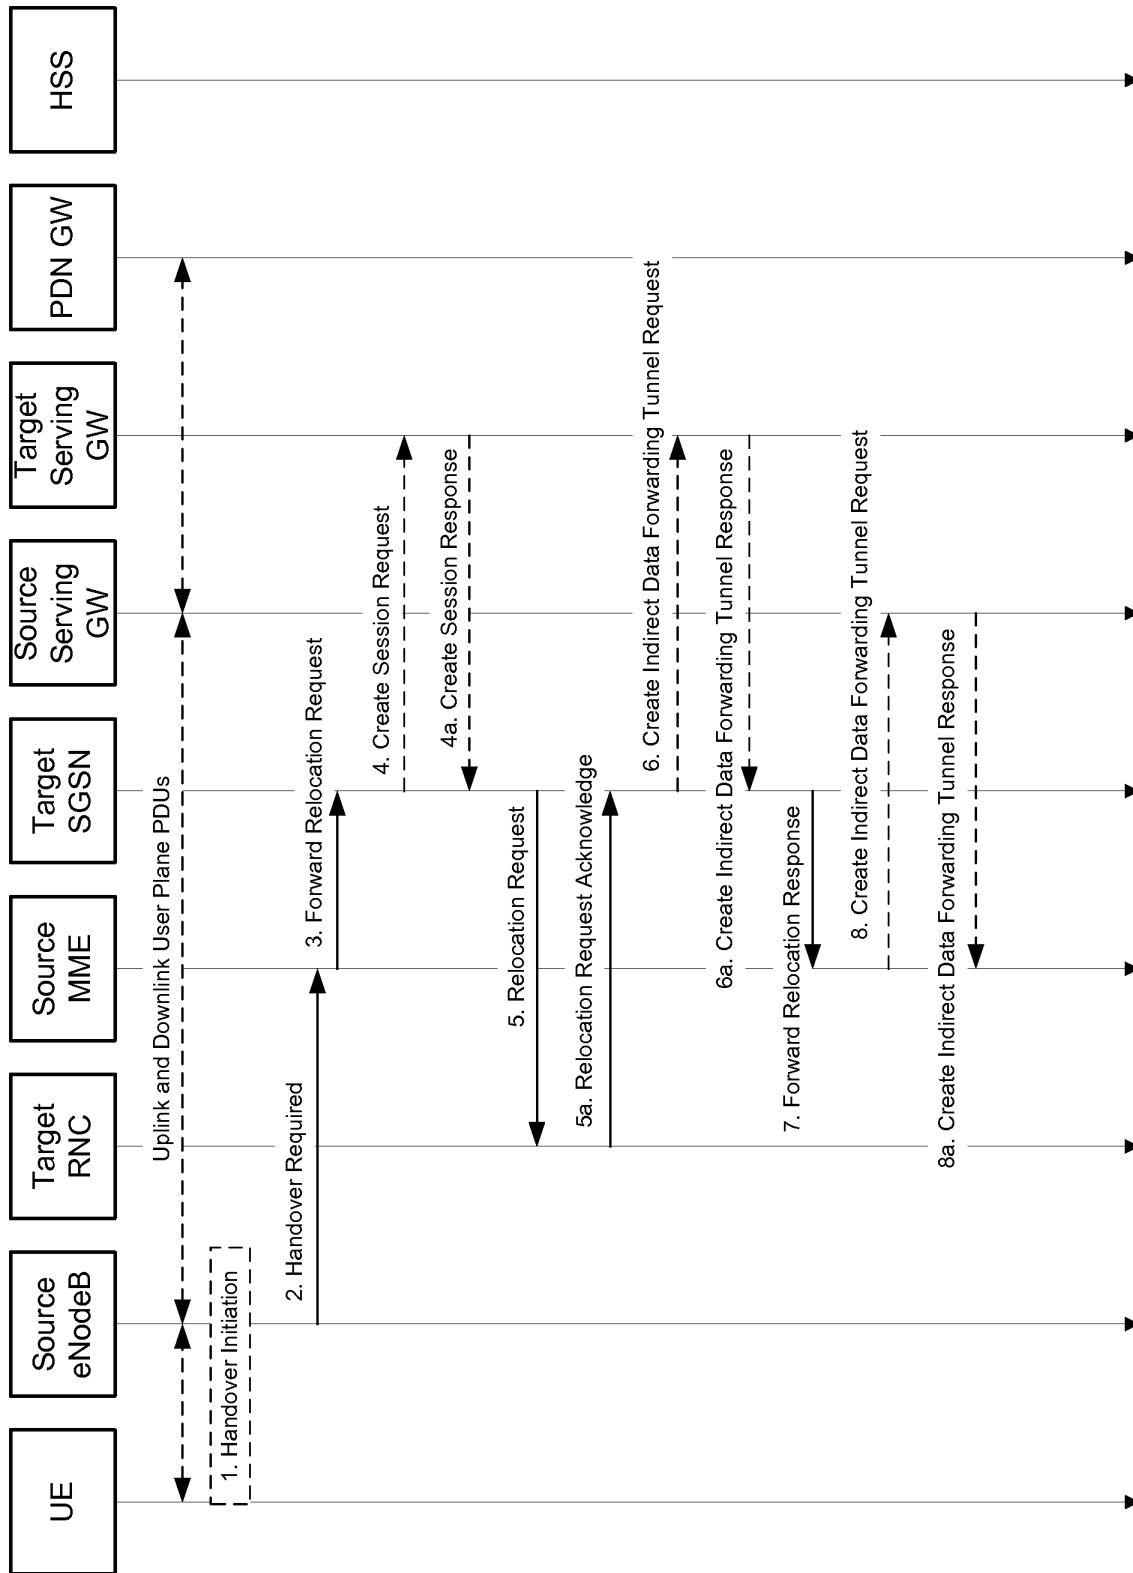 UE
Source
eNodeB
Target
RNC
Source
MME
Target
SGSN
Source
Serving
GW
Target
Serving
GW
PDN GW
HSS
Uplink and Downlink User Plane PDUs
1. Handover Initiation
2. Handover Required
3. Forward Relocation Request
4. Create Session Request
4a. Create Session Response
5. Relocation Request
5a. Relocation Request Acknowledge
6. Create Indirect Data Forwarding Tunnel Request
6a. Create Indirect Data Forwarding Tunnel Response
7. Forward Relocation Response
8. Create Indirect Data Forwarding Tunnel Request
8a. Create Indirect Data Forwarding Tunnel Response